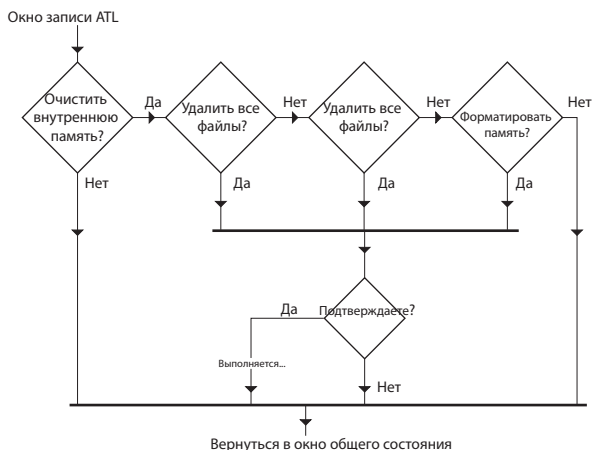 Окно записи ATL
Очистить
внутреннюю
память?
Да
Удалить все
файлы?
Нет
Удалить все
файлы?
Нет
Форматировать
память?
Нет
Нет
Да
Да
Да
Да
Подтверждаете?
Выполняется...
Нет
Вернуться в окно общего состояния